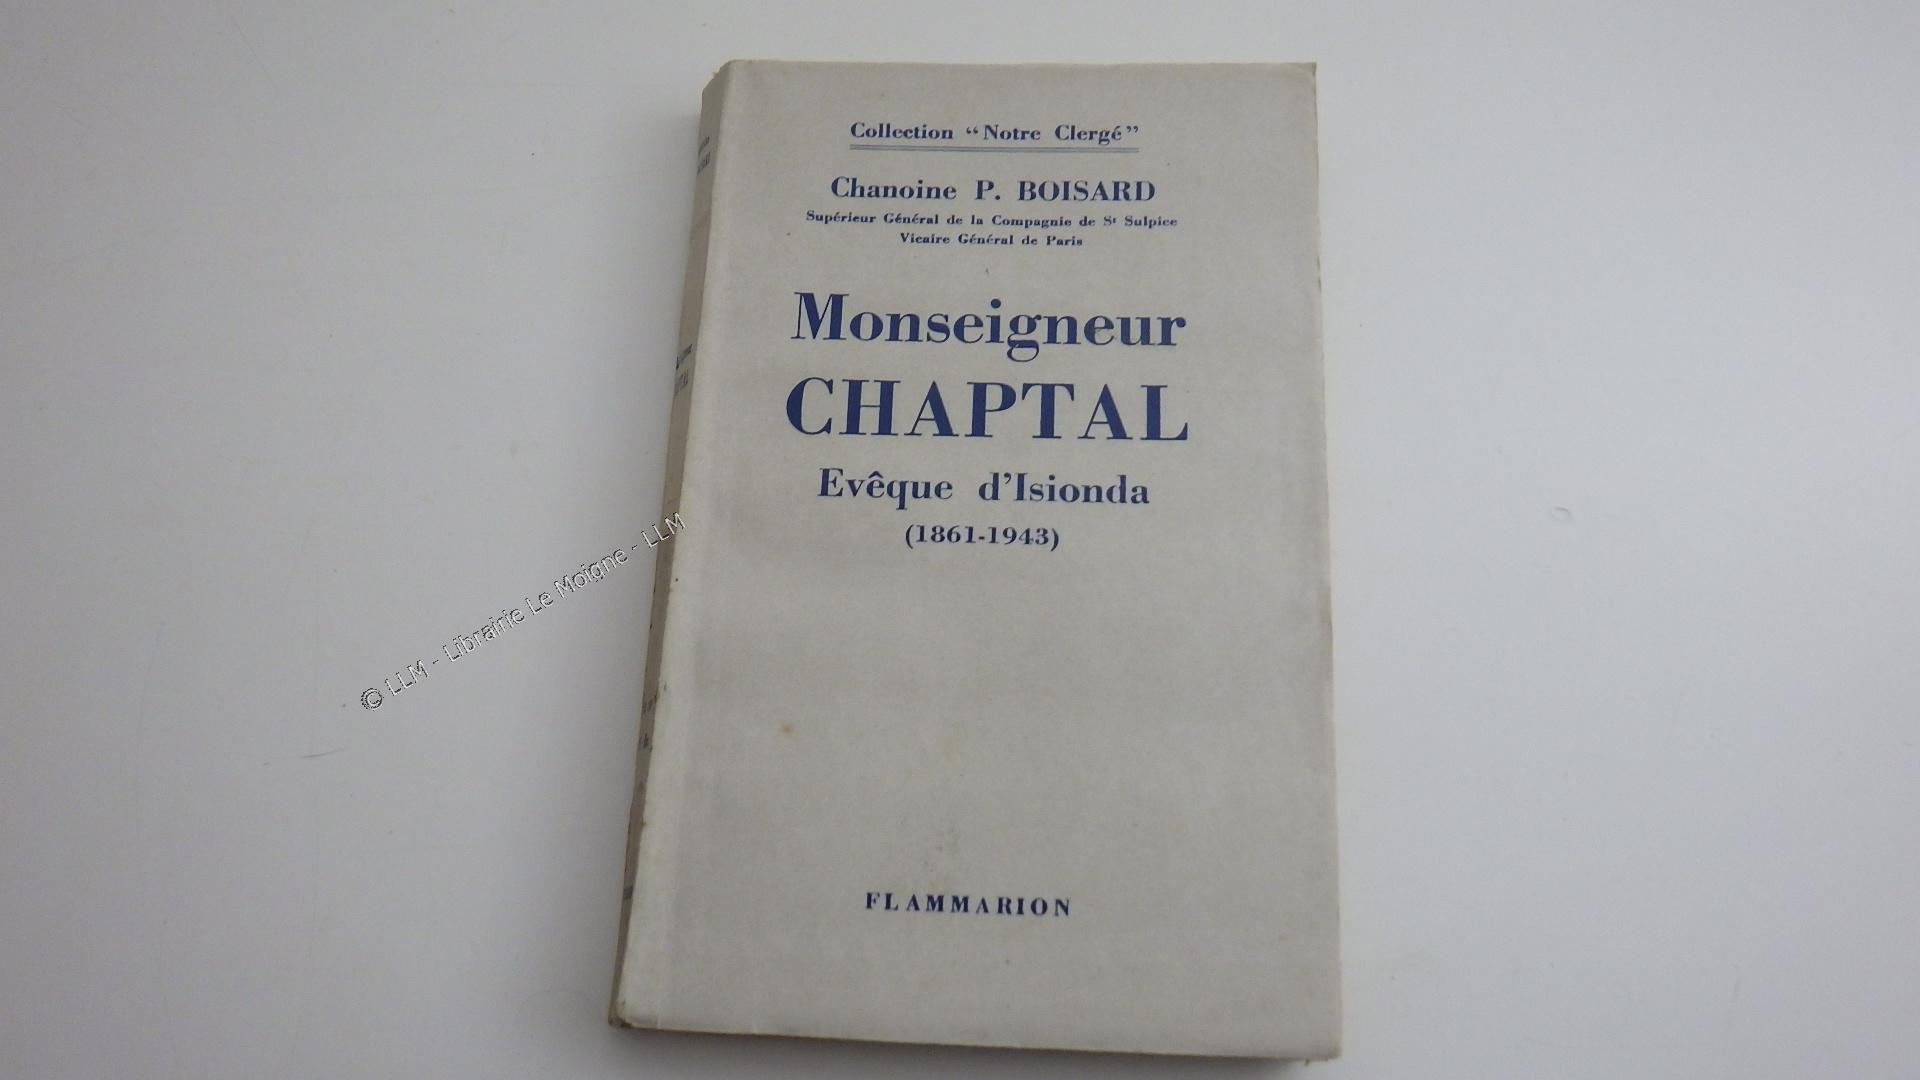 Collection “Notre Clergé”
Chanoine P. BOISARD
Supérieur Général de la Compagnie de St Sulpice
Vicaire Général de Paris
Monseigneur
CHAPTAL
Evêque d'Isionda
(1861-1943)
FLAMMARION
© LLM - Librairie Le Moigne - LLM